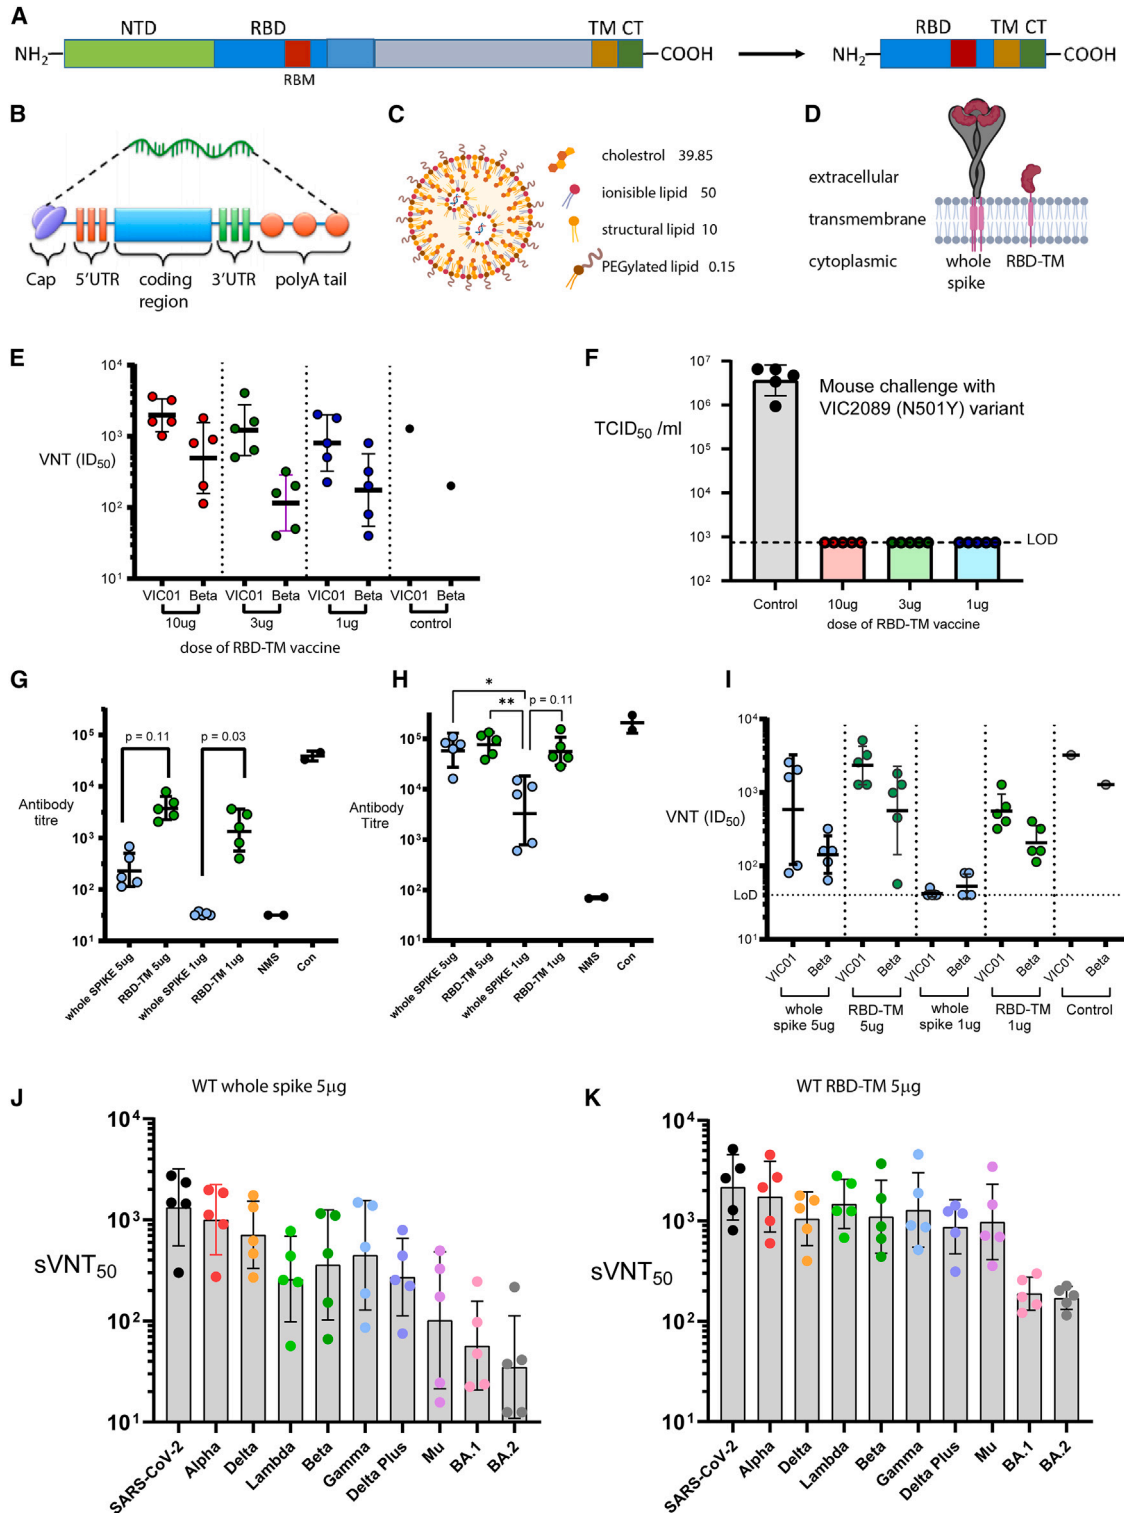 A
NTD RBD TM CT RBD TM CT
NH2 COOH NH2 COOH
RBM
B
Cap 5'UTR coding region 3'UTR polyA tail
C
cholestrol 39.85
ionisible lipid 50
structural lipid 10
PEGylated lipid 0.15
D
extracellular
transmembrane
cytoplasmic
whole spike RBD-TM
E
VNT (ID50)
10^4
10^3
10^2
10^1
VIC01 Beta VIC01 Beta VIC01 Beta VIC01 Beta
10ug 3ug 1ug control
dose of RBD-TM vaccine
F
TCID50 /ml
10^7
10^6
10^5
10^4
10^3
10^2
Mouse challenge with
VIC2089 (N501Y) variant
LOD
Control 10ug 3ug 1ug
dose of RBD-TM vaccine
G
p = 0.11 p = 0.03
Antibody
titre
10^5
10^4
10^3
10^2
10^1
whole SPIKE 5ug RBD-TM 5ug whole SPIKE 1ug RBD-TM 1ug NMS Con
H
* ** p = 0.11
Antibody
Titre
10^5
10^4
10^3
10^2
10^1
whole SPIKE 5ug RBD-TM 5ug whole SPIKE 1ug RBD-TM 1ug NMS Con
I
VNT (ID50)
10^4
10^3
10^2
LoD
10^1
VIC01 Beta VIC01 Beta VIC01 Beta VIC01 Beta VIC01 Beta
whole RBD-TM whole RBD-TM Control
spike 5ug 5ug spike 1ug 1ug
J
WT whole spike 5µg
sVNT50
10^4
10^3
10^2
10^1
SARS-CoV-2 Alpha Delta Lambda Beta Gamma Delta Plus Mu BA.1 BA.2
K
WT RBD-TM 5µg
sVNT50
10^4
10^3
10^2
10^1
SARS-CoV-2 Alpha Delta Lambda Beta Gamma Delta Plus Mu BA.1 BA.2